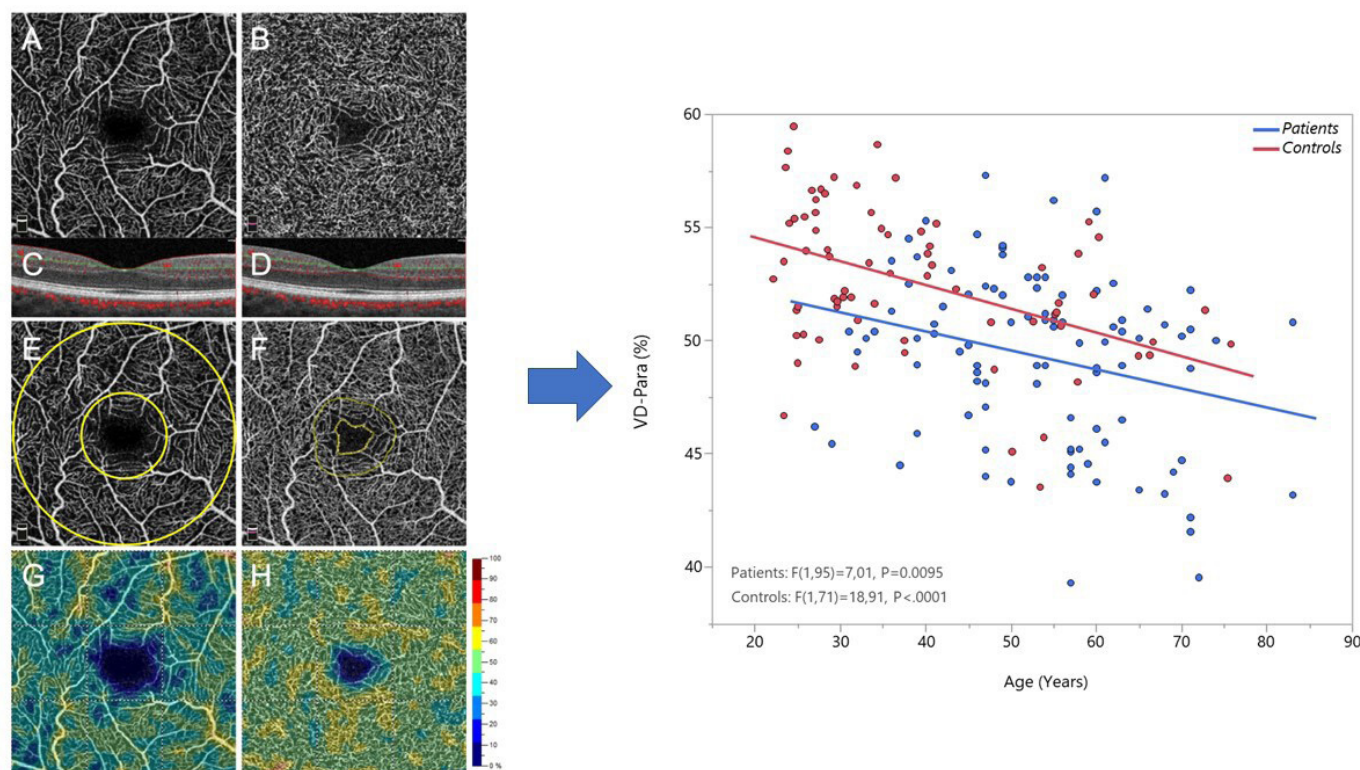 A
B
C
D
E
F
G
H
100
90
80
70
60
50
40
30
20
10
0 %
60
55
50
45
40
VD-Para (%)
Patients
Controls
Patients: F(1,95)=7,01, P=0.0095
Controls: F(1,71)=18,91, P<.0001
20
30
40
50
60
70
80
90
Age (Years)